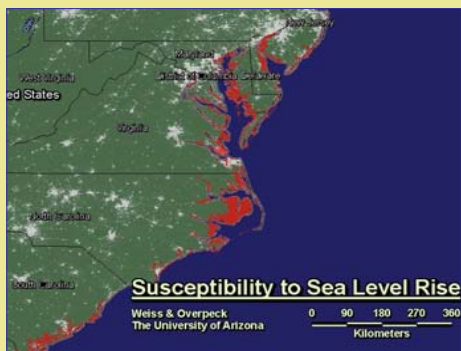 New Jersey
Maryland
District of Columbia Delaware
West Virginia
ed States
Virginia
North Carolina
South Carolina
Susceptibility to Sea Level Rise
Weiss & Overpeck
The University of Arizona
0 90 180 270 360
Kilometers